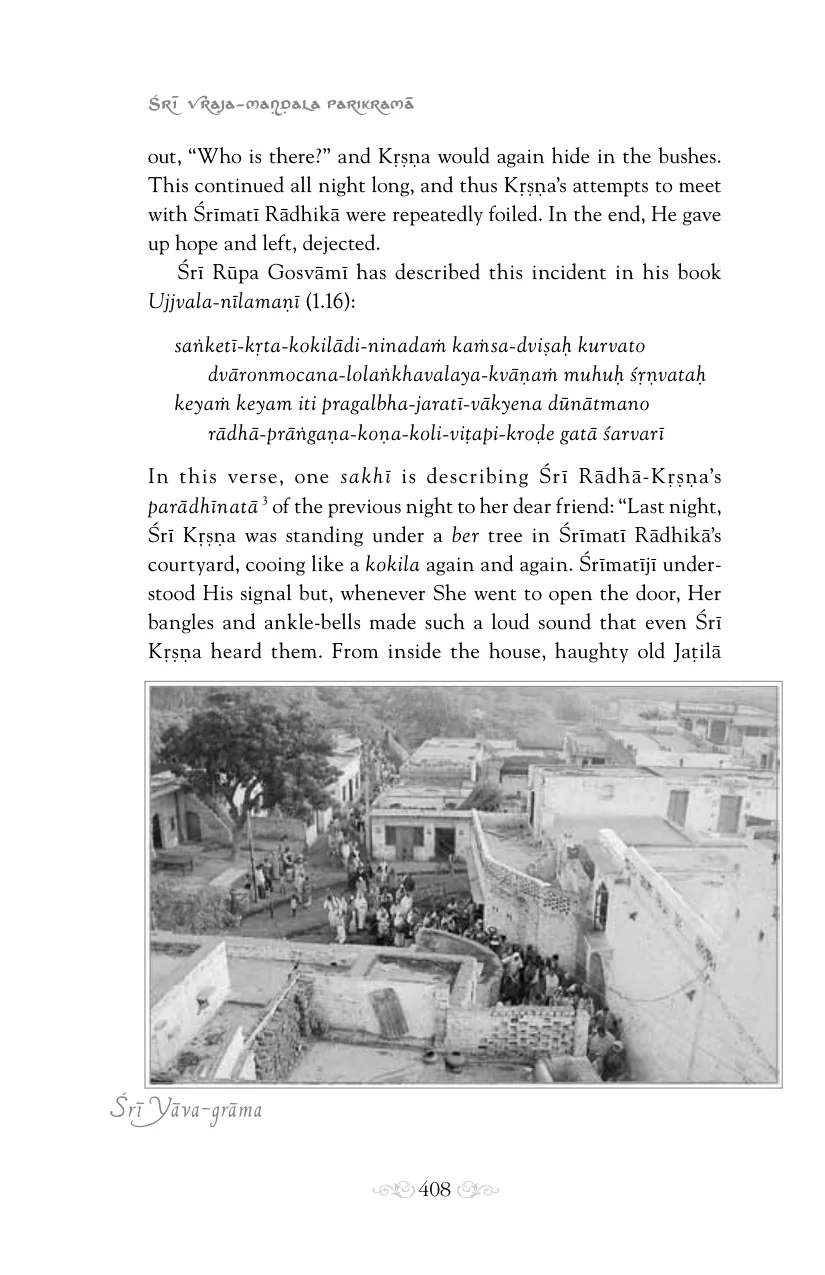 Śrī Vraja-maṇḍala Parikramā
out, “Who is there?” and Kṛṣṇa would again hide in the bushes.
This continued all night long, and thus Kṛṣṇa’s attempts to meet
with Śrīmatī Rādhikā were repeatedly foiled. In the end, He gave
up hope and left, dejected.
Śrī Rūpa Gosvāmī has described this incident in his book
Ujjvala-nīlamaṇī (1.16):
saṅketī-kṛta-kokilādi-ninadaṁ kaṁsa-dviṣaḥ kurvato
dvāronmocana-lolaṅkhavalaya-kvāṇaṁ muhuḥ śṛṇvataḥ
keyaṁ keyam iti pragalbha-jaratī-vākyena dūnātmano
rādhā-prāṅgaṇa-koṇa-koli-viṭapi-kroḍe gatā śarvarī
In this verse, one sakhī is describing Śrī Rādhā-Kṛṣṇa’s
parādhīnatā 3 of the previous night to her dear friend: “Last night,
Śrī Kṛṣṇa was standing under a ber tree in Śrīmatī Rādhikā’s
courtyard, cooing like a kokila again and again. Śrīmatījī under-
stood His signal but, whenever She went to open the door, Her
bangles and ankle-bells made such a loud sound that even Śrī
Kṛṣṇa heard them. From inside the house, haughty old Jaṭilā
Śrī Yāva-grāma
408